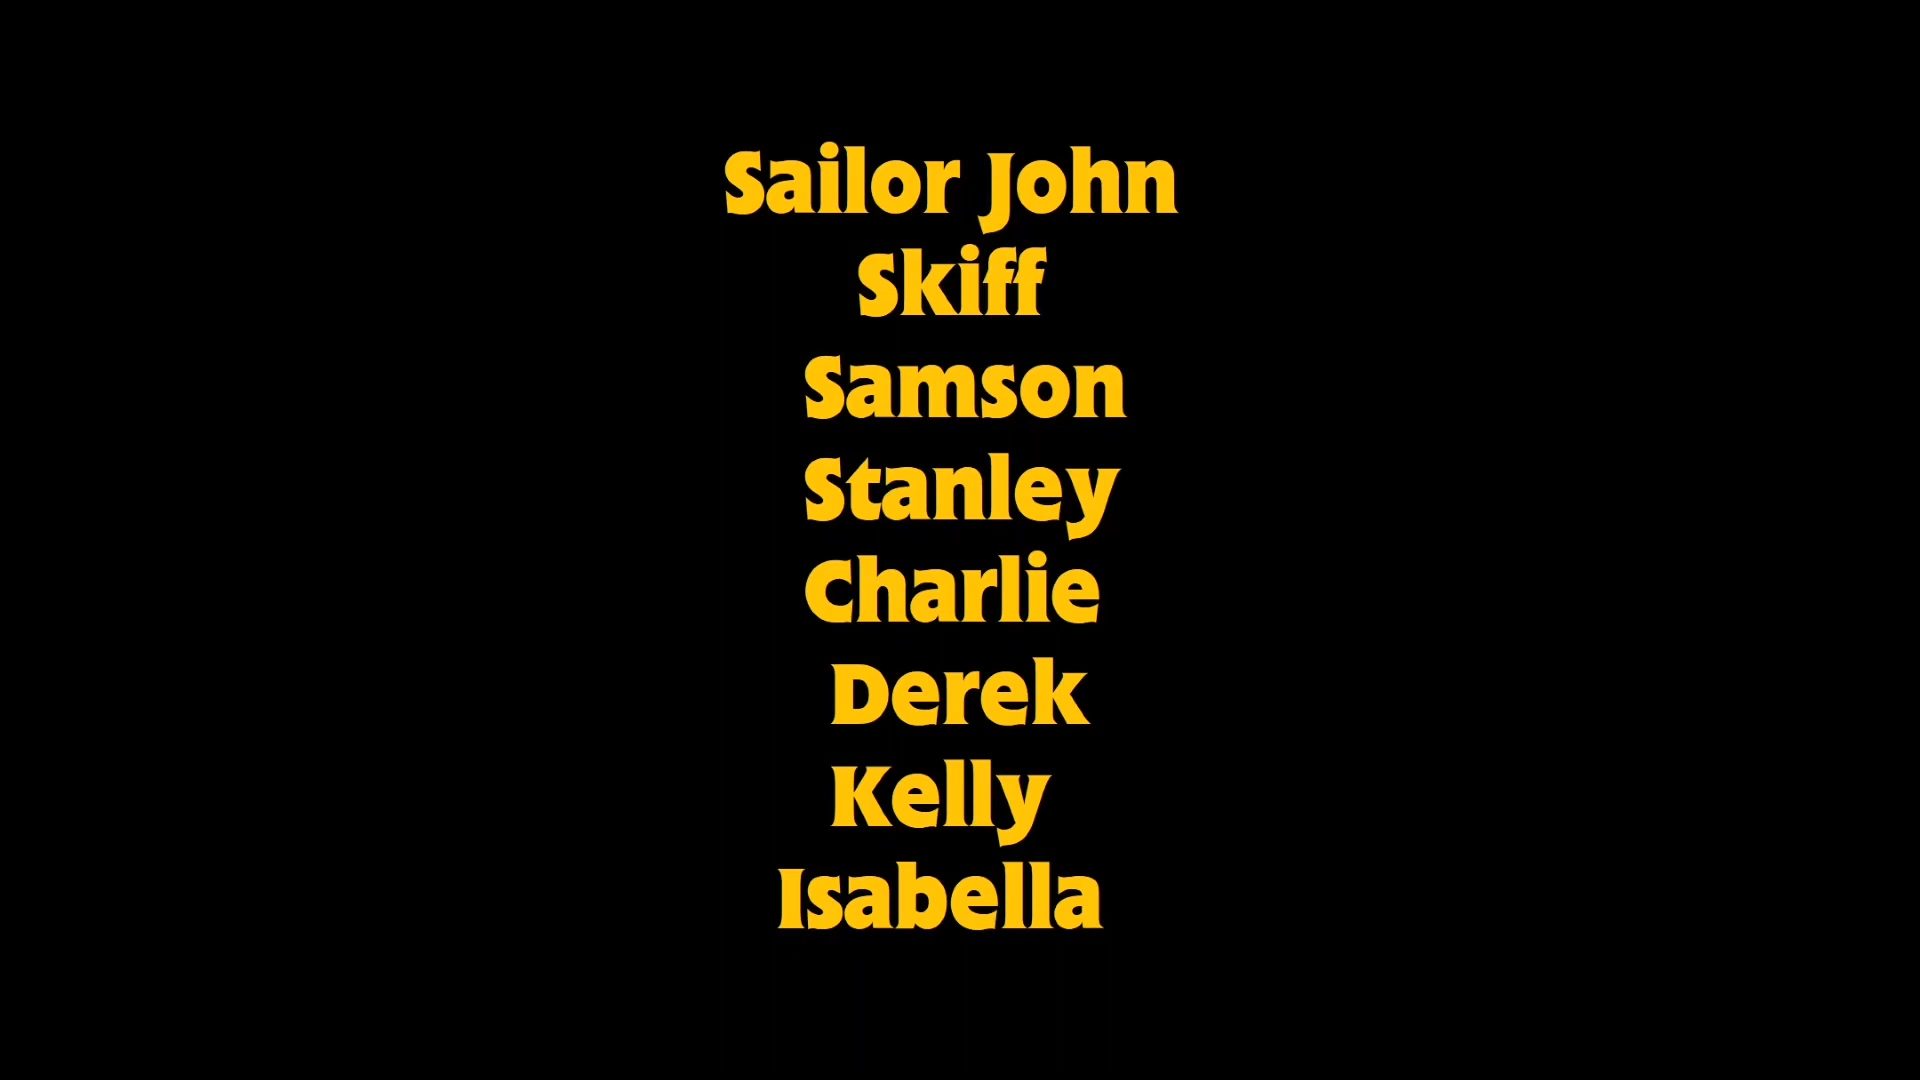 Sailor John
Skiff
Samson
Stanley
Charlie
Derek
Kelly
Isabella